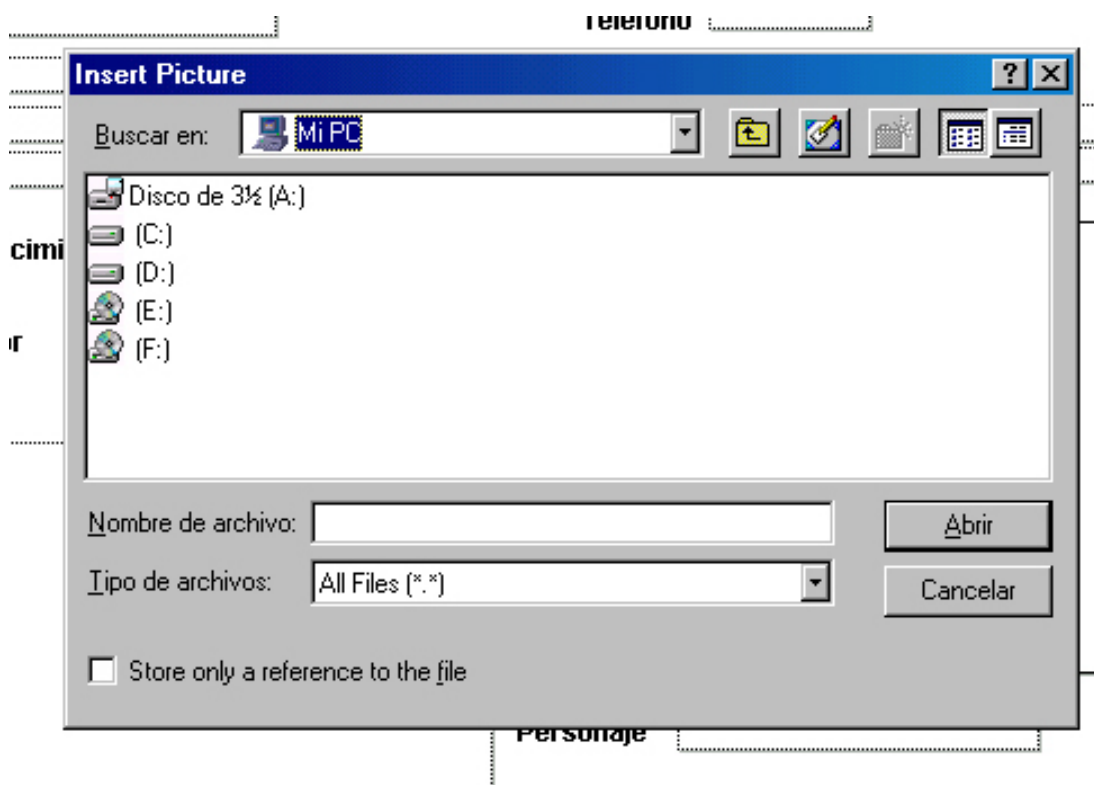 Teléfono
Insert Picture
Buscar en: Mi PC
Disco de 3½ (A:)
(C:)
(D:)
(E:)
(F:)
cimi
r
Nombre de archivo:
Abrir
Tipo de archivos: All Files (*.*)
Cancelar
Store only a reference to the file
Personaje